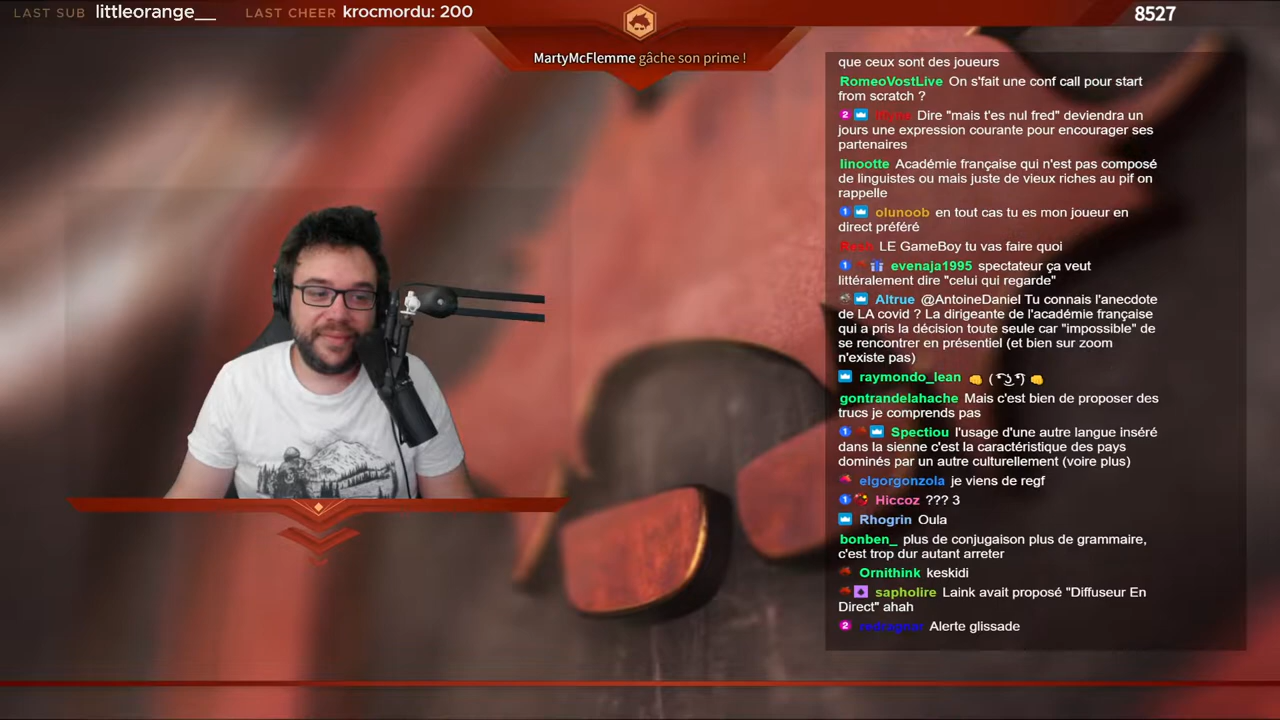 LAST SUB littleorange__ LAST CHEER krocmordu: 200
8527
MartyMcFlemme gâche son prime !
que ceux sont des joueurs
RomeoVostLive On s'fait une conf call pour start
from scratch ?
Dire "mais t'es nul fred" deviendra un
jours une expression courante pour encourager ses
partenaires
linootte Académie française qui n'est pas composé
de linguistes ou mais juste de vieux riches au pif on
rappelle
olunoob en tout cas tu es mon joueur en
direct préféré
LE GameBoy tu vas faire quoi
evenaja1995 spectateur ça veut
littéralement dire "celui qui regarde"
Altrue @AntoineDaniel Tu connais l'anecdote
de LA covid ? La dirigeante de l'académie française
qui a pris la décision toute seule car "impossible" de
se rencontrer en présentiel (et bien sur zoom
n'existe pas)
raymondo_lean 👊 ( ͡° ͜ʖ ͡°) 👊
gontrandelahache Mais c'est bien de proposer des
trucs je comprends pas
Spectiou l'usage d'une autre langue inséré
dans la sienne c'est la caractéristique des pays
dominés par un autre culturellement (voire plus)
elgorgonzola je viens de regf
Hiccoz ??? 3
Rhogrin Oula
bonben_ plus de conjugaison plus de grammaire,
c'est trop dur autant arreter
Ornithink keskidi
sapholire Laink avait proposé "Diffuseur En
Direct" ahah
Alerte glissade